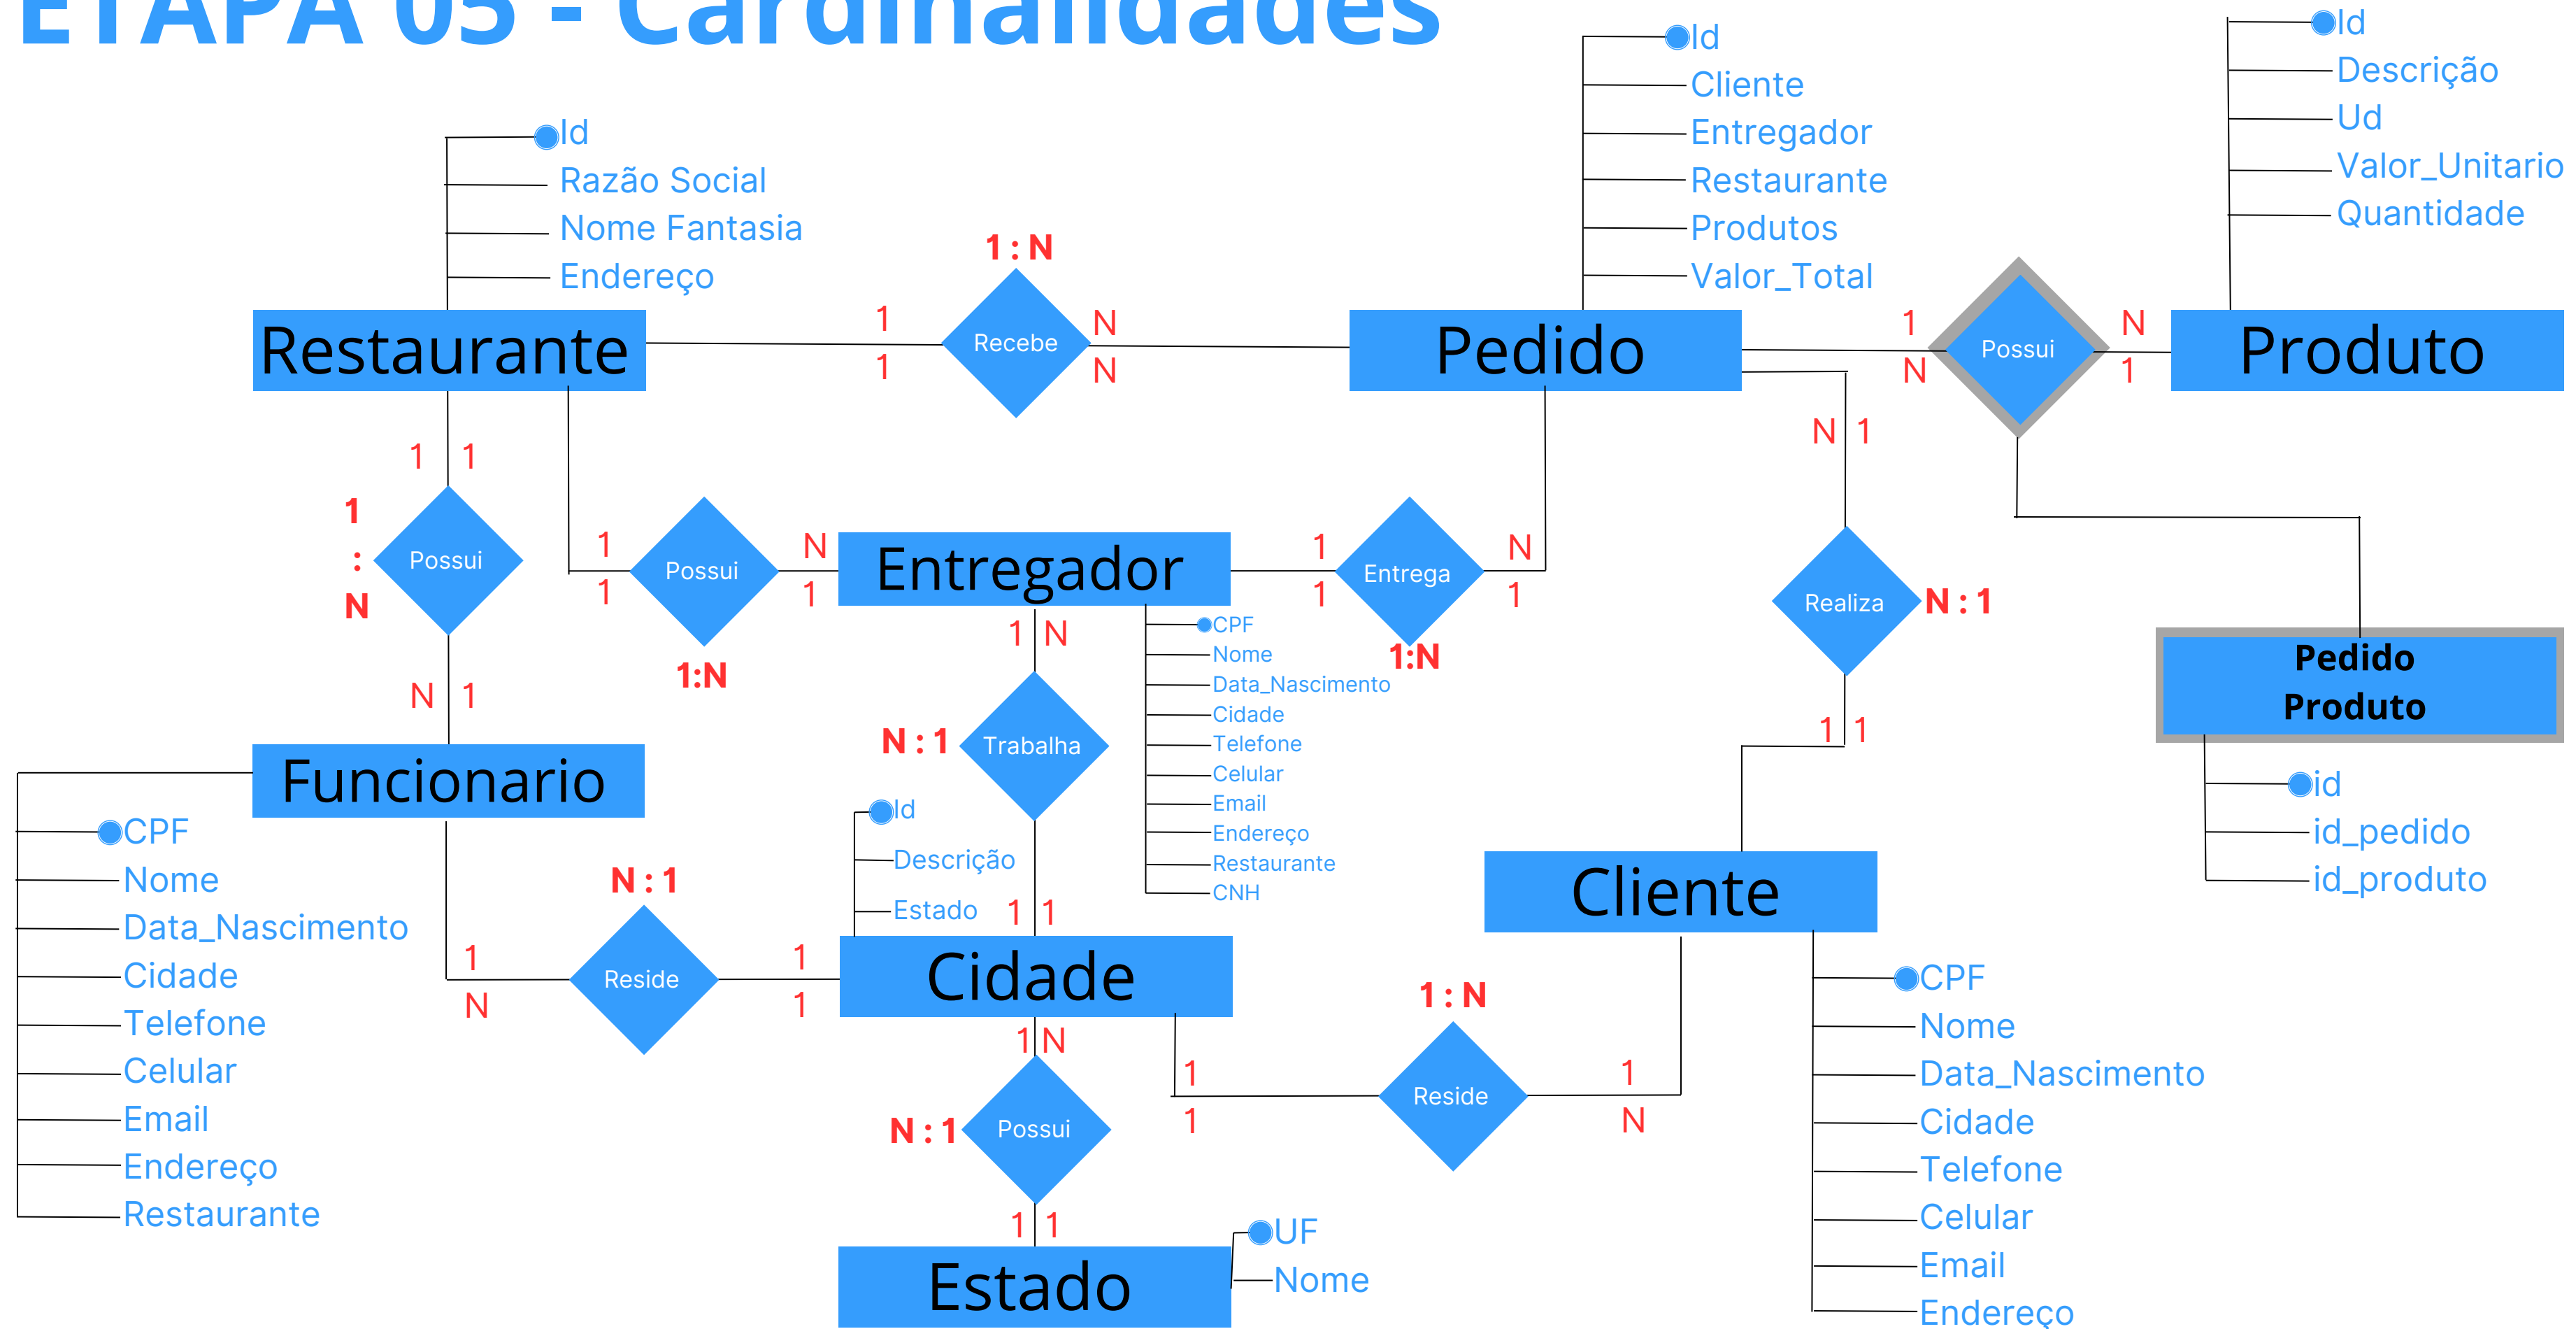 ETAPA 05 - Cardinalidades
Id
Razão Social
Nome Fantasia
Endereço
Id
Cliente
Entregador
Restaurante
Produtos
Valor_Total
Id
Descrição
Ud
Valor_Unitario
Quantidade
1 : N
Restaurante
1
1
Recebe
N
N
Pedido
1
N
Possui
N
1
Produto
1 1
1
:
N
Possui
N 1
1
1
Possui
N
1
1:N
Entregador
1
1
Entrega
N
1
1:N
N 1
Realiza
N : 1
1 1
Pedido
Produto
id
id_pedido
id_produto
1 N
N : 1
Trabalha
1 1
CPF
Nome
Data_Nascimento
Cidade
Telefone
Celular
Email
Endereço
Restaurante
CNH
Funcionario
CPF
Nome
Data_Nascimento
Cidade
Telefone
Celular
Email
Endereço
Restaurante
N : 1
1
N
Reside
1
1
Id
Descrição
Estado
Cidade
Cliente
CPF
Nome
Data_Nascimento
Cidade
Telefone
Celular
Email
Endereço
1 : N
1
1
Reside
1
N
1 N
N : 1
Possui
1 1
Estado
UF
Nome